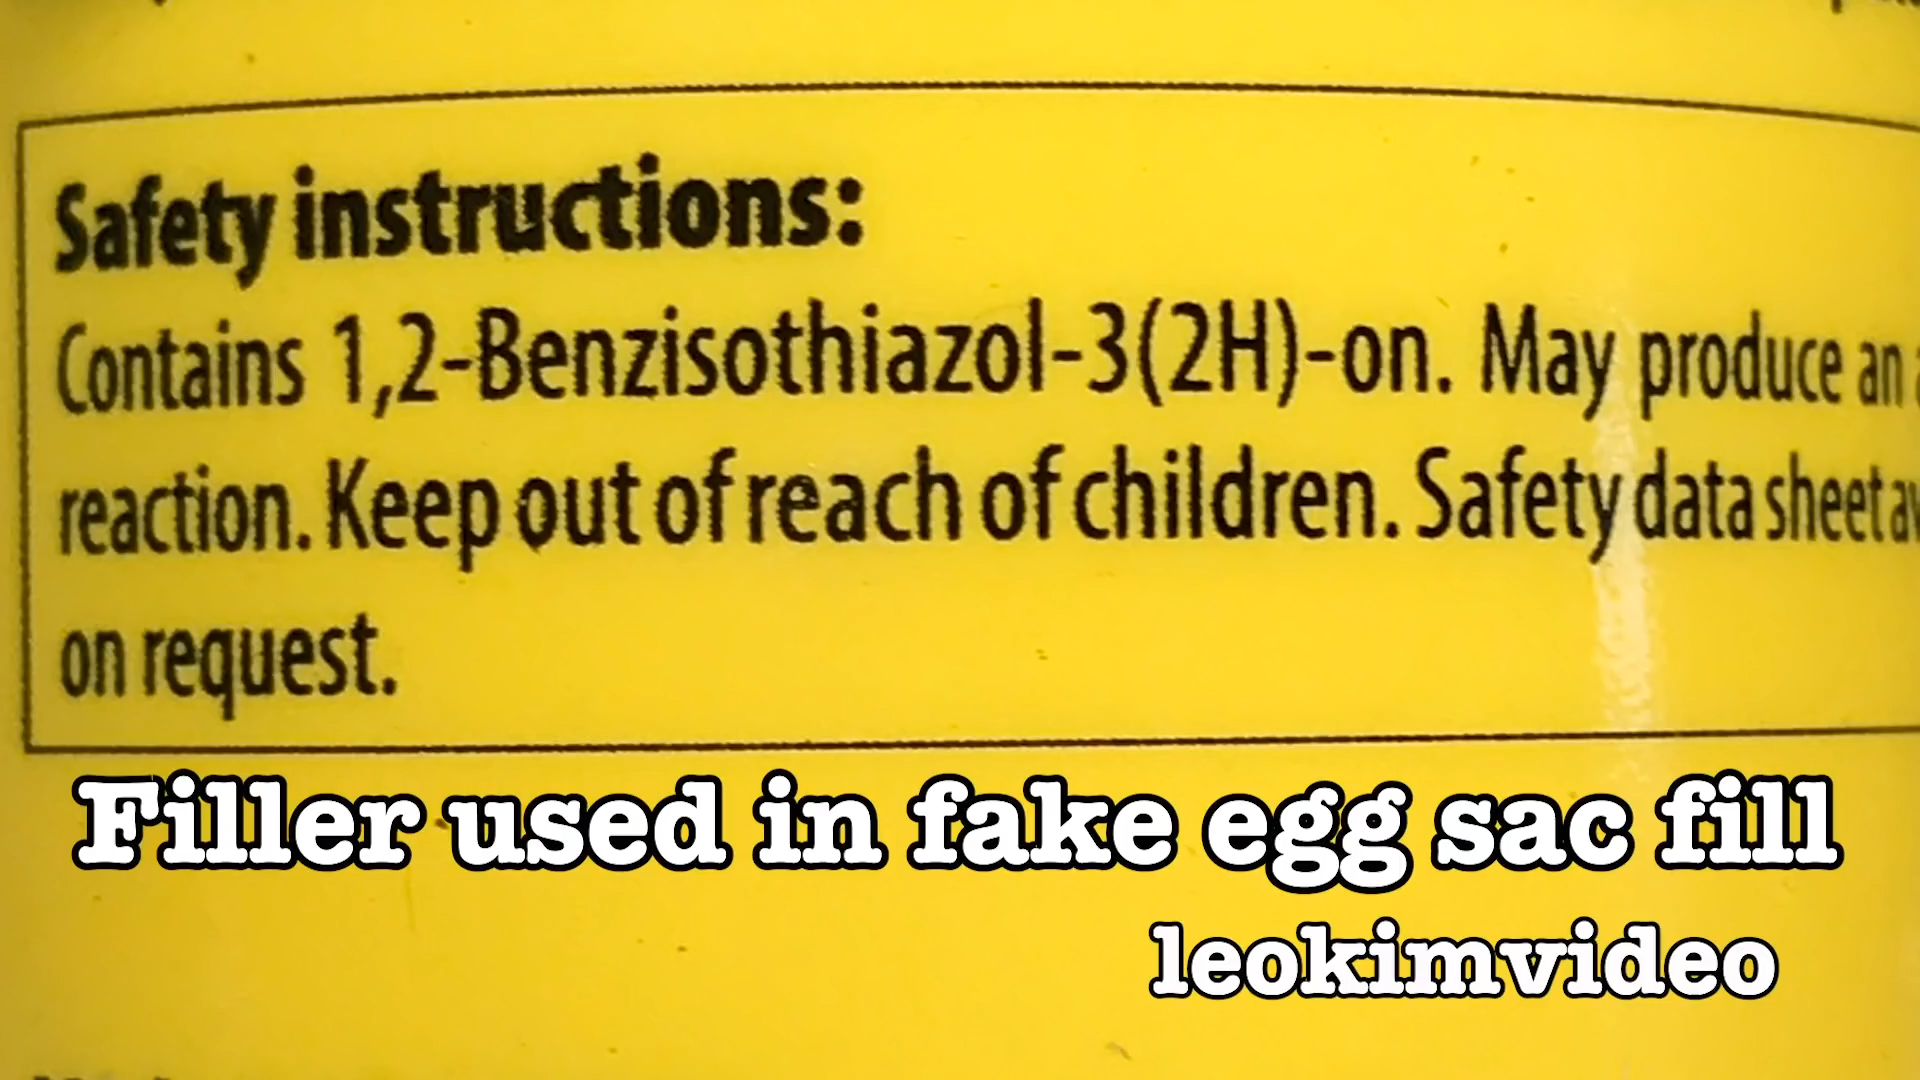 Safety instructions:
Contains 1,2-Benzisothiazol-3(2H)-on. May produce an
reaction. Keep out of reach of children. Safety data sheet
on request.
Filler used in fake egg sac fill
leokimvideo